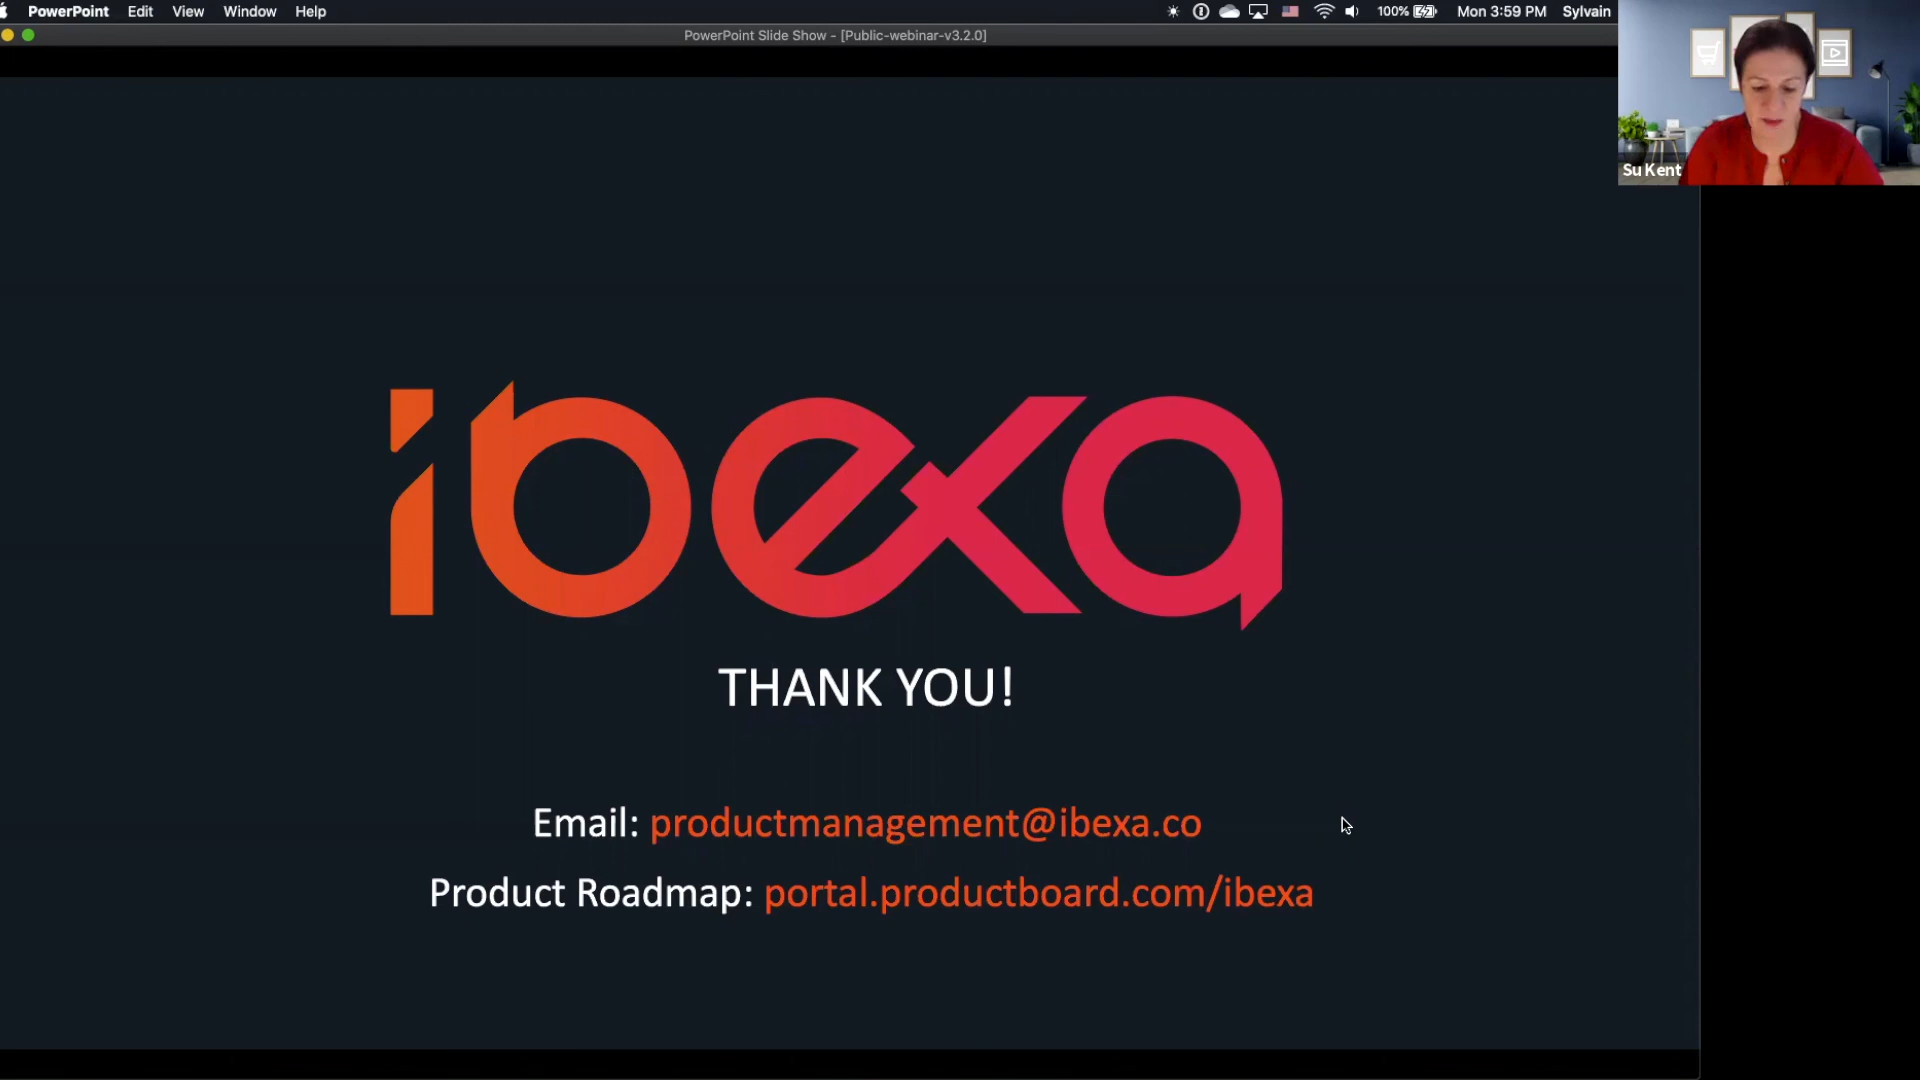 PowerPoint Edit View Window Help 100% Mon 3:59 PM Sylvain
PowerPoint Slide Show - [Public-webinar-v3.2.0]
Su Kent
ibexa
THANK YOU!
Email: productmanagement@ibexa.co
Product Roadmap: portal.productboard.com/ibexa